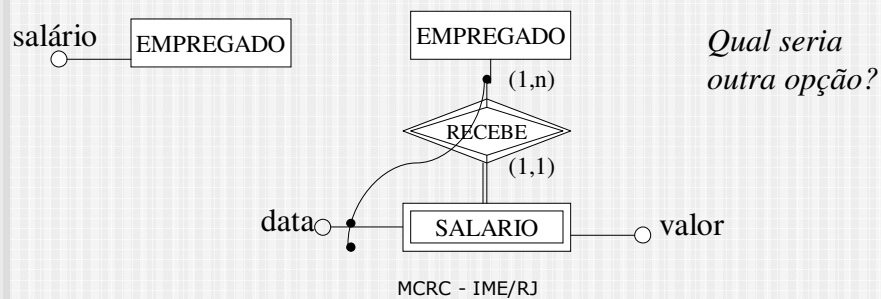 salário
EMPREGADO
EMPREGADO
(1,n)
RECEBE
(1,1)
data
SALARIO
valor
Qual seria
outra opção?
MCRC - IME/RJ